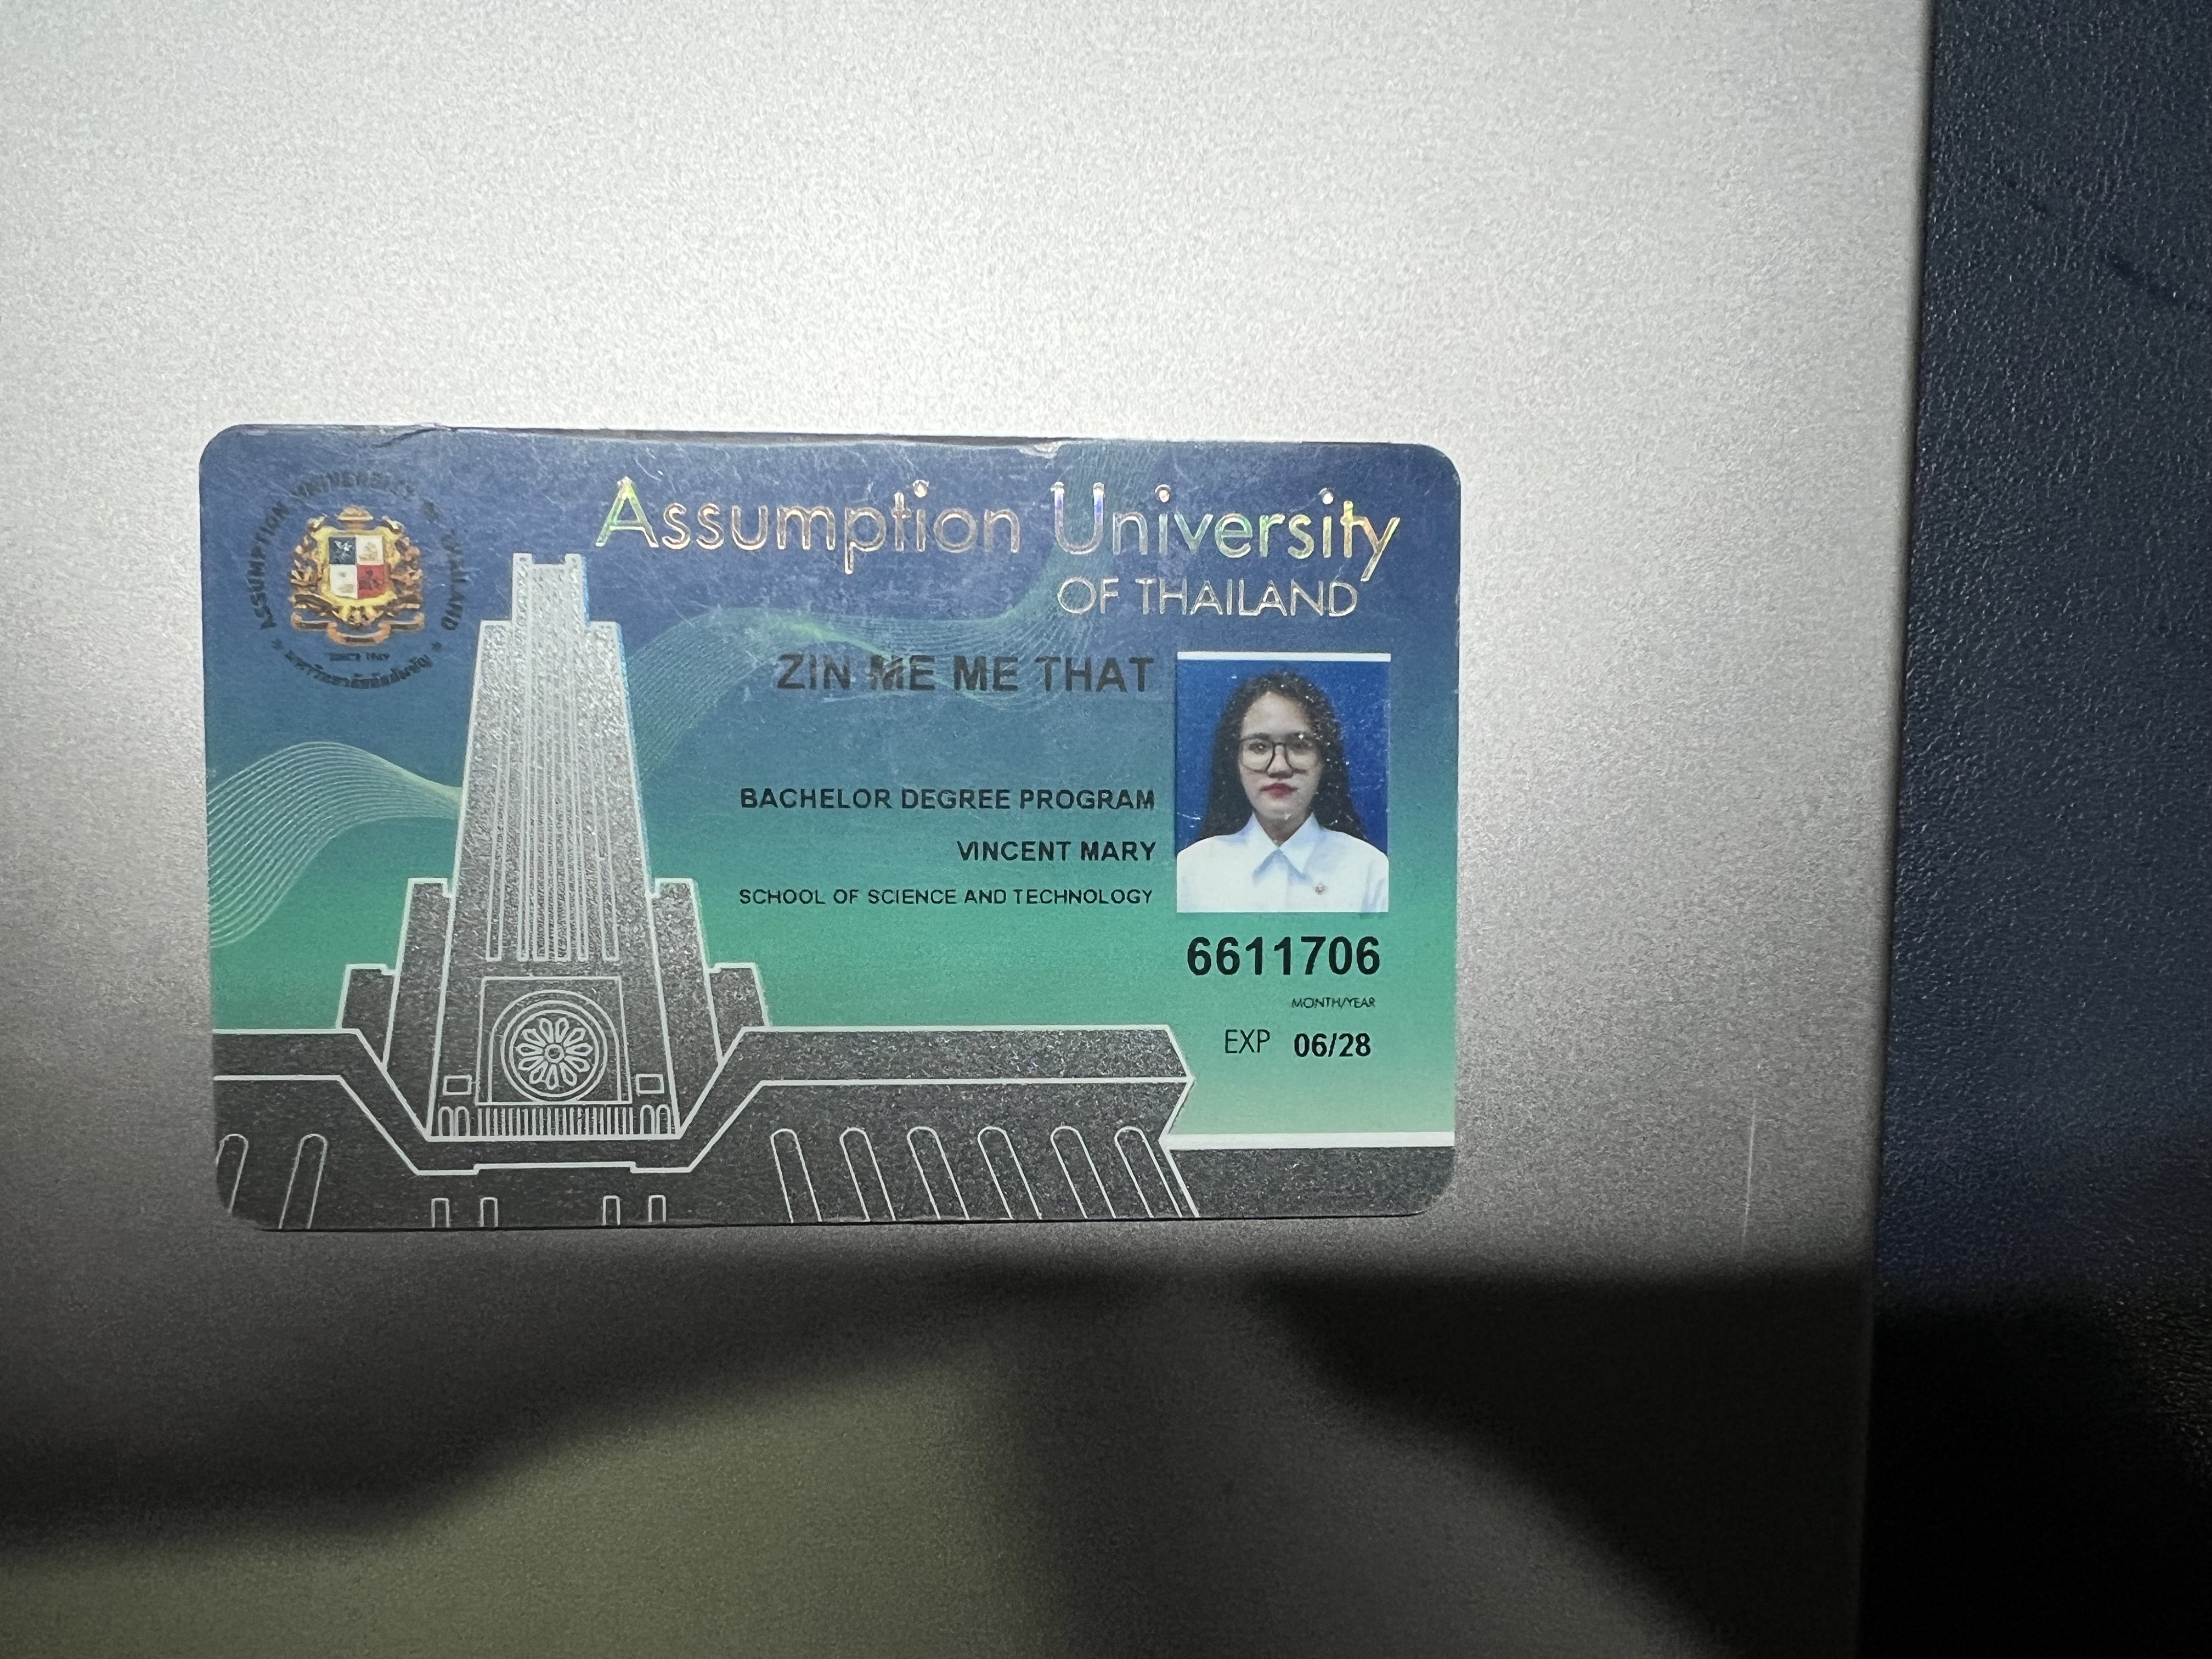 Assumption University
OF THAILAND
ASSUMPTION UNIVERSITY
THAILAND
ZIN ME ME THAT
BACHELOR DEGREE PROGRAM
VINCENT MARY
SCHOOL OF SCIENCE AND TECHNOLOGY
6611706
MONTH/YEAR
EXP 06/28